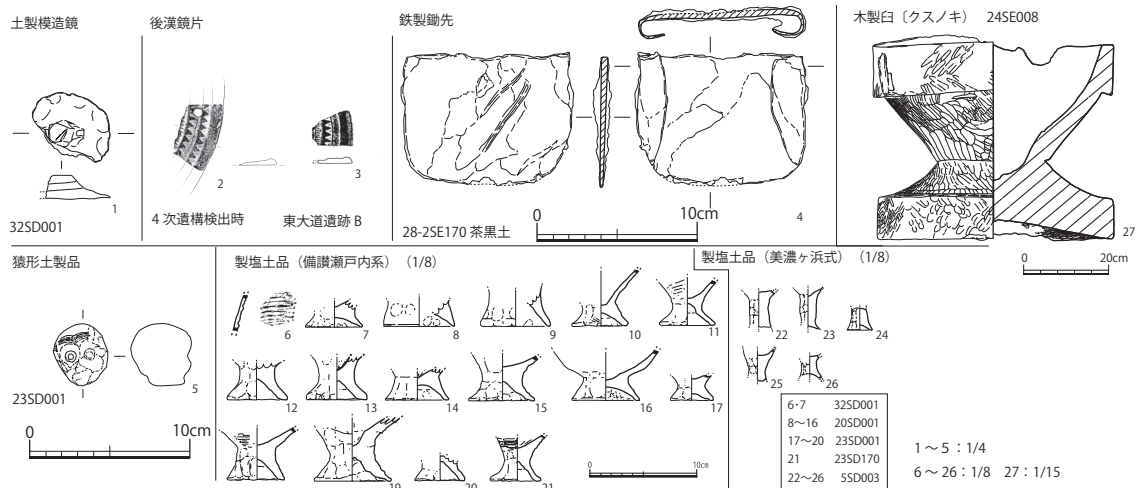 土製模造鏡
1
32SD001
後漢鏡片
2
3
4 次遺構検出時
東大道遺跡 B
鉄製鋤先
0 10cm
4
28-2SE170 茶黒土
木製臼〔クスノキ〕 24SE008
27
0 20cm
猿形土製品
5
23SD001
0 10cm
製塩土品（備讃瀬戸内系）（1/8）
6 7 8 9 10 11
12 13 14 15 16 17
19 20 21
0 10cm
製塩土品（美濃ヶ浜式）（1/8）
22 23 24
25 26
6・7 32SD001
8～16 20SD001
17～20 23SD001
21 23SD170
22～26 5SD003
1～5：1/4
6～26：1/8 27：1/15